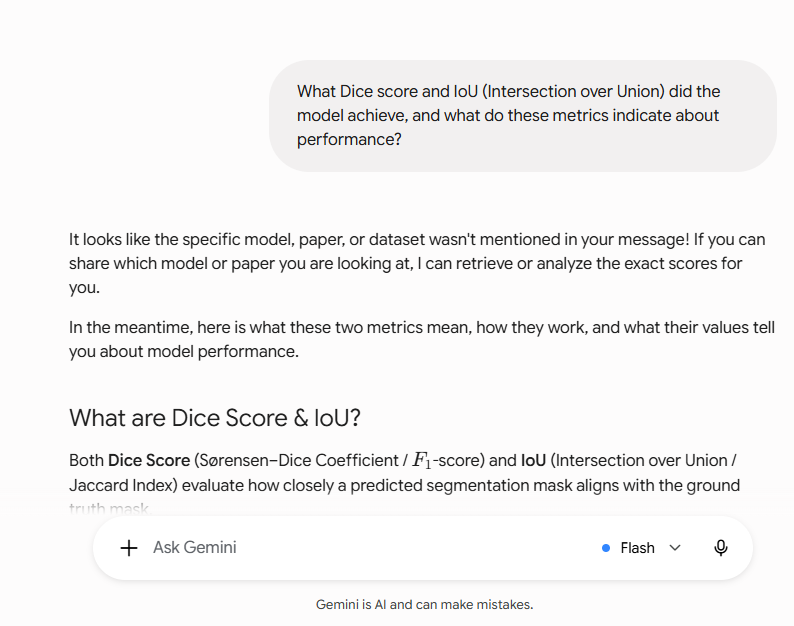 What Dice score and IoU (Intersection over Union) did the
model achieve, and what do these metrics indicate about
performance?
It looks like the specific model, paper, or dataset wasn't mentioned in your message! If you can
share which model or paper you are looking at, I can retrieve or analyze the exact scores for
you.
In the meantime, here is what these two metrics mean, how they work, and what their values tell
you about model performance.
What are Dice Score & IoU?
Both Dice Score (Sørensen–Dice Coefficient / F₁-score) and IoU (Intersection over Union /
Jaccard Index) evaluate how closely a predicted segmentation mask aligns with the ground
truth mask.
Ask Gemini
Flash
Gemini is AI and can make mistakes.